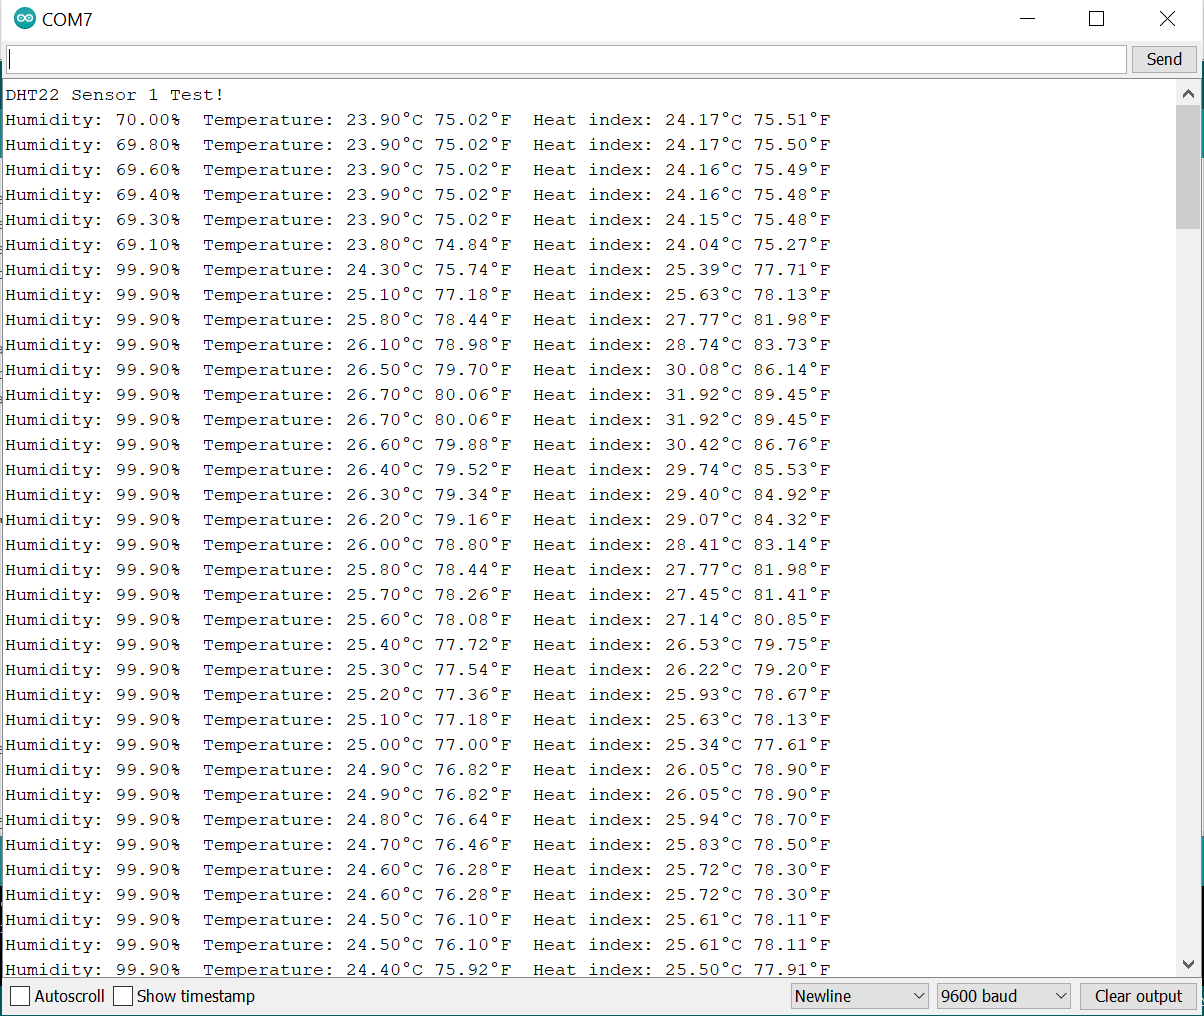 COM7
Send
DHT22 Sensor 1 Test!
Humidity: 70.00%  Temperature: 23.90°C 75.02°F  Heat index: 24.17°C 75.51°F
Humidity: 69.80%  Temperature: 23.90°C 75.02°F  Heat index: 24.17°C 75.50°F
Humidity: 69.60%  Temperature: 23.90°C 75.02°F  Heat index: 24.16°C 75.49°F
Humidity: 69.40%  Temperature: 23.90°C 75.02°F  Heat index: 24.16°C 75.48°F
Humidity: 69.30%  Temperature: 23.90°C 75.02°F  Heat index: 24.15°C 75.48°F
Humidity: 69.10%  Temperature: 23.80°C 74.84°F  Heat index: 24.04°C 75.27°F
Humidity: 99.90%  Temperature: 24.30°C 75.74°F  Heat index: 25.39°C 77.71°F
Humidity: 99.90%  Temperature: 25.10°C 77.18°F  Heat index: 25.63°C 78.13°F
Humidity: 99.90%  Temperature: 25.80°C 78.44°F  Heat index: 27.77°C 81.98°F
Humidity: 99.90%  Temperature: 26.10°C 78.98°F  Heat index: 28.74°C 83.73°F
Humidity: 99.90%  Temperature: 26.50°C 79.70°F  Heat index: 30.08°C 86.14°F
Humidity: 99.90%  Temperature: 26.70°C 80.06°F  Heat index: 31.92°C 89.45°F
Humidity: 99.90%  Temperature: 26.70°C 80.06°F  Heat index: 31.92°C 89.45°F
Humidity: 99.90%  Temperature: 26.60°C 79.88°F  Heat index: 30.42°C 86.76°F
Humidity: 99.90%  Temperature: 26.40°C 79.52°F  Heat index: 29.74°C 85.53°F
Humidity: 99.90%  Temperature: 26.30°C 79.34°F  Heat index: 29.40°C 84.92°F
Humidity: 99.90%  Temperature: 26.20°C 79.16°F  Heat index: 29.07°C 84.32°F
Humidity: 99.90%  Temperature: 26.00°C 78.80°F  Heat index: 28.41°C 83.14°F
Humidity: 99.90%  Temperature: 25.80°C 78.44°F  Heat index: 27.77°C 81.98°F
Humidity: 99.90%  Temperature: 25.70°C 78.26°F  Heat index: 27.45°C 81.41°F
Humidity: 99.90%  Temperature: 25.60°C 78.08°F  Heat index: 27.14°C 80.85°F
Humidity: 99.90%  Temperature: 25.40°C 77.72°F  Heat index: 26.53°C 79.75°F
Humidity: 99.90%  Temperature: 25.30°C 77.54°F  Heat index: 26.22°C 79.20°F
Humidity: 99.90%  Temperature: 25.20°C 77.36°F  Heat index: 25.93°C 78.67°F
Humidity: 99.90%  Temperature: 25.10°C 77.18°F  Heat index: 25.63°C 78.13°F
Humidity: 99.90%  Temperature: 25.00°C 77.00°F  Heat index: 25.34°C 77.61°F
Humidity: 99.90%  Temperature: 24.90°C 76.82°F  Heat index: 26.05°C 78.90°F
Humidity: 99.90%  Temperature: 24.90°C 76.82°F  Heat index: 26.05°C 78.90°F
Humidity: 99.90%  Temperature: 24.80°C 76.64°F  Heat index: 25.94°C 78.70°F
Humidity: 99.90%  Temperature: 24.70°C 76.46°F  Heat index: 25.83°C 78.50°F
Humidity: 99.90%  Temperature: 24.60°C 76.28°F  Heat index: 25.72°C 78.30°F
Humidity: 99.90%  Temperature: 24.60°C 76.28°F  Heat index: 25.72°C 78.30°F
Humidity: 99.90%  Temperature: 24.50°C 76.10°F  Heat index: 25.61°C 78.11°F
Humidity: 99.90%  Temperature: 24.50°C 76.10°F  Heat index: 25.61°C 78.11°F
Humidity: 99.90%  Temperature: 24.40°C 75.92°F  Heat index: 25.50°C 77.91°F
Autoscroll Show timestamp Newline 9600 baud Clear output